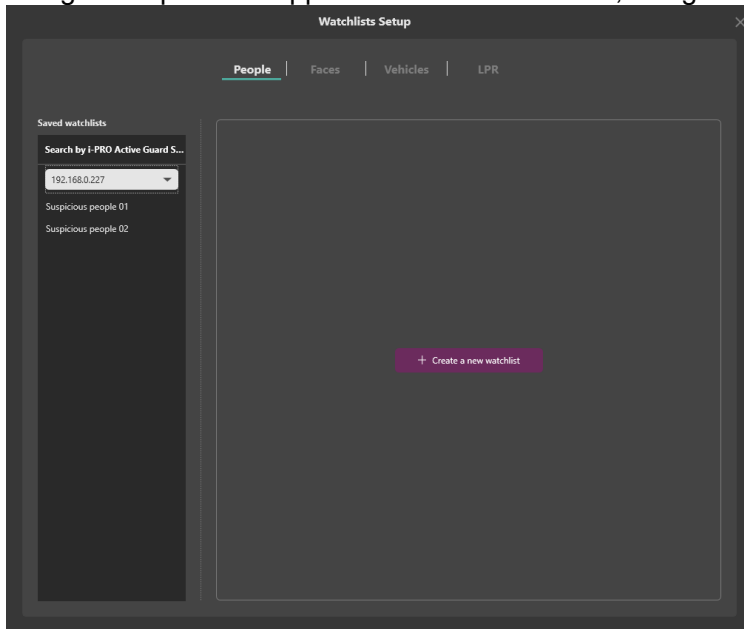 Watchlists Setup
People
Faces
Vehicles
LPR
Saved watchlists
Search by i-PRO Active Guard S...
192.168.0.227
Suspicious people 01
Suspicious people 02
+ Create a new watchlist